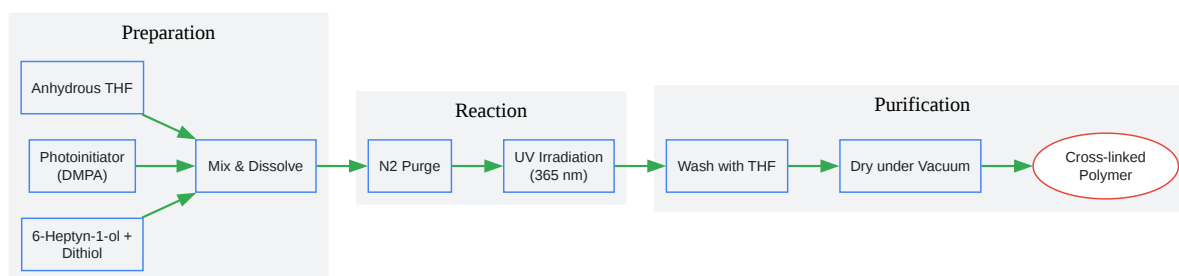 Preparation
Anhydrous THF
Photoinitiator
(DMPA)
6-Heptyn-1-ol +
Dithiol
Mix & Dissolve
Reaction
N2 Purge
UV Irradiation
(365 nm)
Purification
Wash with THF
Dry under Vacuum
Cross-linked
Polymer